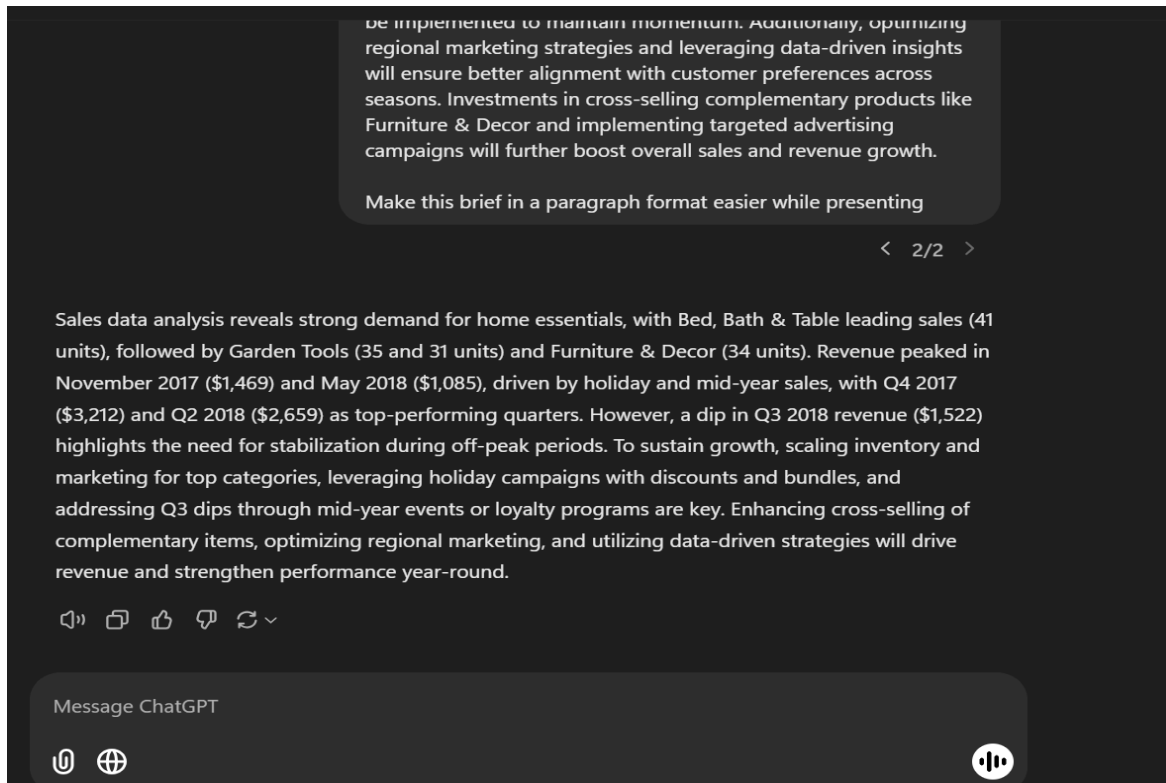 be implemented to maintain momentum. Additionally, optimizing
regional marketing strategies and leveraging data-driven insights
will ensure better alignment with customer preferences across
seasons. Investments in cross-selling complementary products like
Furniture & Decor and implementing targeted advertising
campaigns will further boost overall sales and revenue growth.
Make this brief in a paragraph format easier while presenting
< 2/2 >
Sales data analysis reveals strong demand for home essentials, with Bed, Bath & Table leading sales (41
units), followed by Garden Tools (35 and 31 units) and Furniture & Decor (34 units). Revenue peaked in
November 2017 ($1,469) and May 2018 ($1,085), driven by holiday and mid-year sales, with Q4 2017
($3,212) and Q2 2018 ($2,659) as top-performing quarters. However, a dip in Q3 2018 revenue ($1,522)
highlights the need for stabilization during off-peak periods. To sustain growth, scaling inventory and
marketing for top categories, leveraging holiday campaigns with discounts and bundles, and
addressing Q3 dips through mid-year events or loyalty programs are key. Enhancing cross-selling of
complementary items, optimizing regional marketing, and utilizing data-driven strategies will drive
revenue and strengthen performance year-round.
Message ChatGPT